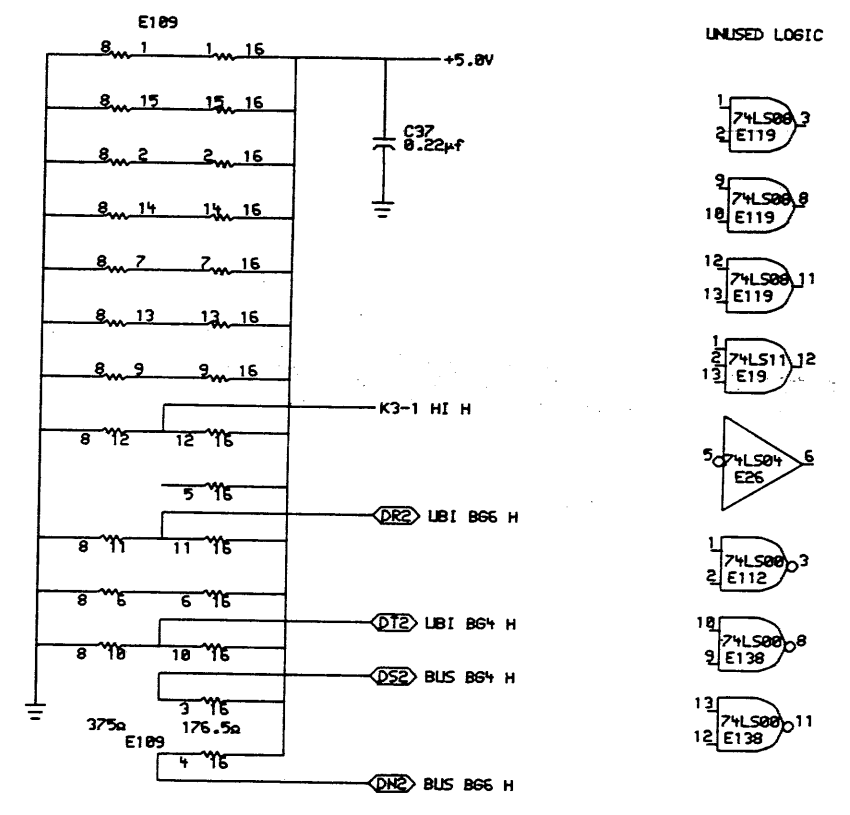 E109
UNUSED LOGIC
8 1 1 16
+5.0V
8 15 15 16
C37
0.22µf
8 2 2 16
8 14 14 16
8 7 7 16
8 13 13 16
8 9 9 16
K3-1 HI H
8 12 12 16
5 16
DR2 UBI BG6 H
8 11 11 16
8 6 6 16
DT2 UBI BG4 H
8 10 10 16
DS2 BUS BG4 H
3 16
375Ω 176.5Ω
E109
4 16
DN2 BUS BG6 H
1 74LS08 3
2 E119
9 74LS08 8
10 E119
12 74LS08 11
13 E119
1
2 74LS11 12
13 E19
5 74LS04 6
E26
1 74LS00 3
2 E112
10 74LS00 8
9 E138
13 74LS00 11
12 E138